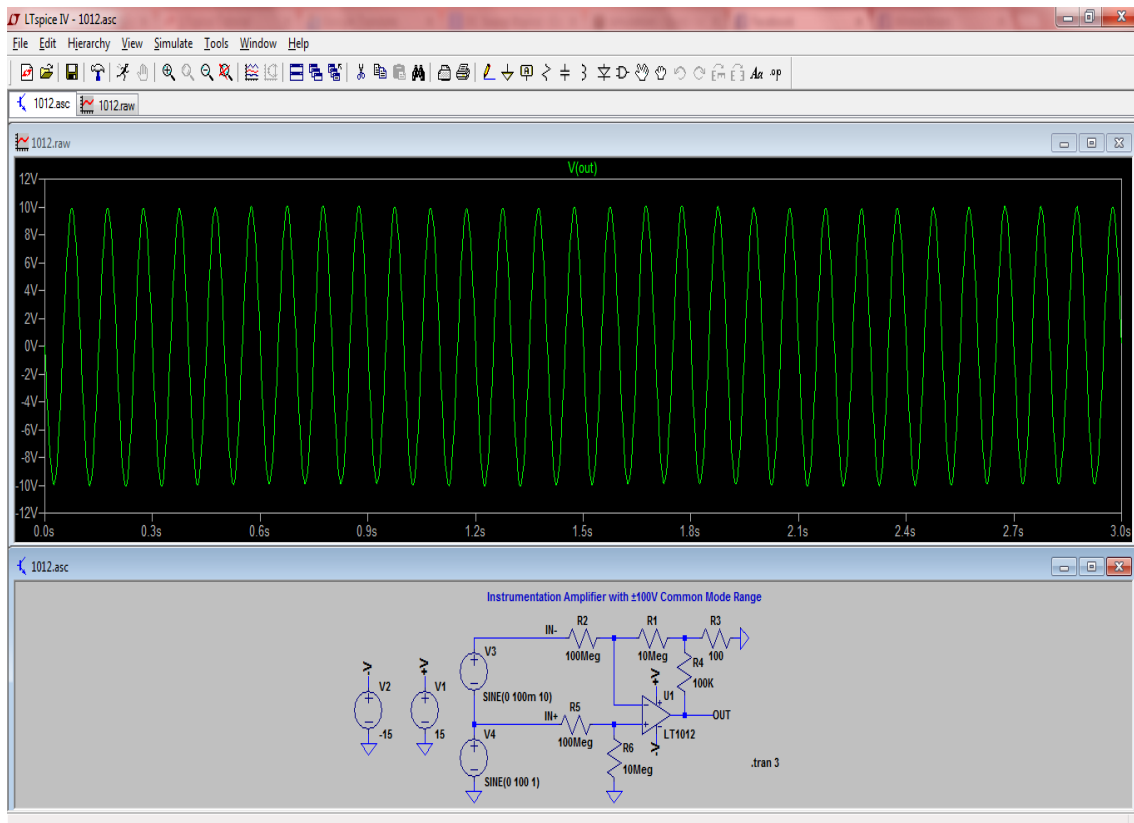 LTspice IV - 1012.asc
File Edit Hierarchy View Simulate Tools Window Help
Aa .op
1012.asc 1012.raw
1012.raw
V(out)
12V
10V
8V
6V
4V
2V
0V
-2V
-4V
-6V
-8V
-10V
-12V
0.0s 0.3s 0.6s 0.9s 1.2s 1.5s 1.8s 2.1s 2.4s 2.7s 3.0s
1012.asc
Instrumentation Amplifier with ±100V Common Mode Range
IN- R2 R1 R3
100Meg 10Meg 100
V3
R4
100K
-V +V +V
V2 V1
SINE(0 100m 10)
U1
IN+ R5
OUT
-15 15
100Meg
LT1012
V4
R6
-V
10Meg
.tran 3
SINE(0 100 1)